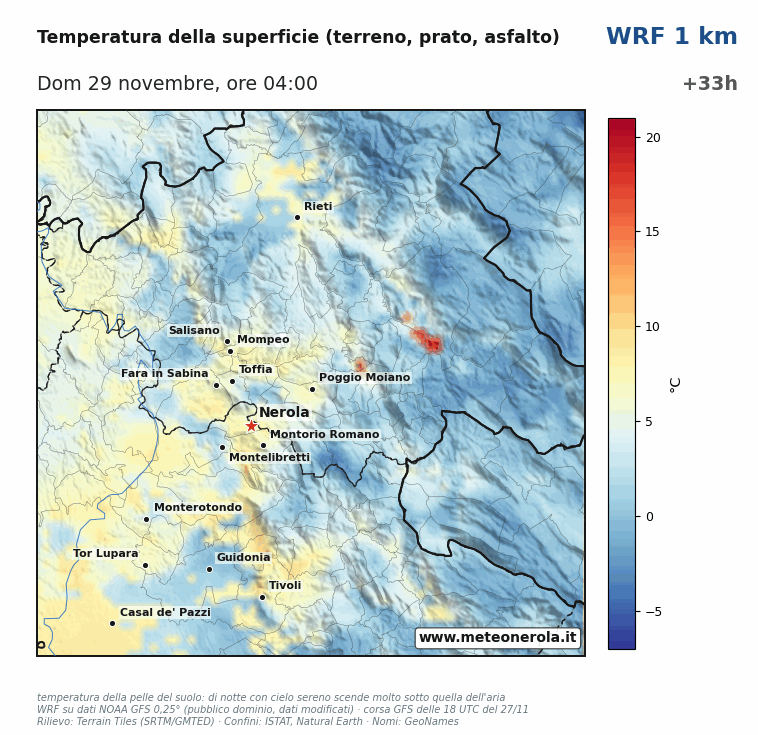 Temperatura della superficie (terreno, prato, asfalto)
WRF 1 km
Dom 29 novembre, ore 04:00
+33h
Rieti
Salisano
Mompeo
Fara in Sabina
Toffia
Poggio Moiano
Nerola
Montorio Romano
Montelibretti
Monterotondo
Tor Lupara
Guidonia
Tivoli
Casal de' Pazzi
www.meteonerola.it
20
15
10
5
0
−5
°C
temperatura della pelle del suolo: di notte con cielo sereno scende molto sotto quella dell'aria
WRF su dati NOAA GFS 0,25° (pubblico dominio, dati modificati) · corsa GFS delle 18 UTC del 27/11
Rilievo: Terrain Tiles (SRTM/GMTED) · Confini: ISTAT, Natural Earth · Nomi: GeoNames